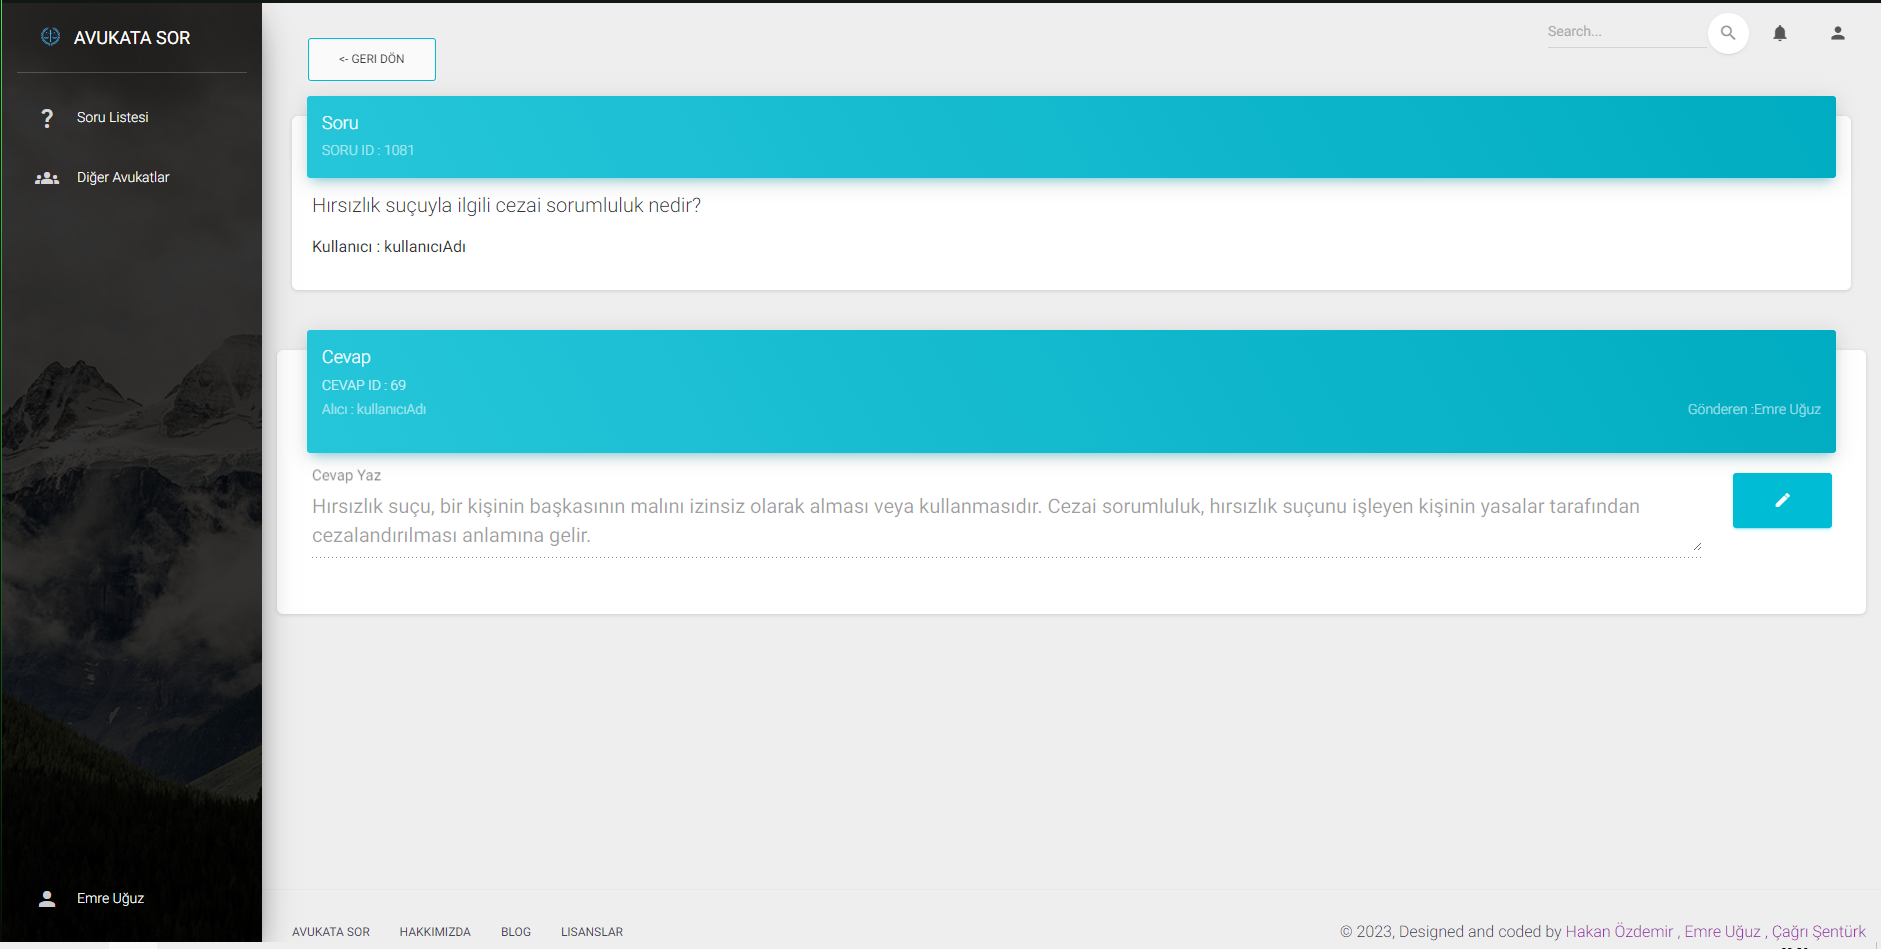 AVUKATA SOR
Soru Listesi
Diğer Avukatlar
Emre Uğuz
<- GERI DÖN
Search...
Soru
SORU ID : 1081
Hırsızlık suçuyla ilgili cezai sorumluluk nedir?
Kullanıcı : kullanıcıAdı
Cevap
CEVAP ID : 69
Alıcı : kullanıcıAdı
Gönderen :Emre Uğuz
Cevap Yaz
Hırsızlık suçu, bir kişinin başkasının malını izinsiz olarak alması veya kullanmasıdır. Cezai sorumluluk, hırsızlık suçunu işleyen kişinin yasalar tarafından
cezalandırılması anlamına gelir.
AVUKATA SOR HAKKIMIZDA BLOG LISANSLAR
© 2023, Designed and coded by Hakan Özdemir , Emre Uğuz , Çağrı Şentürk